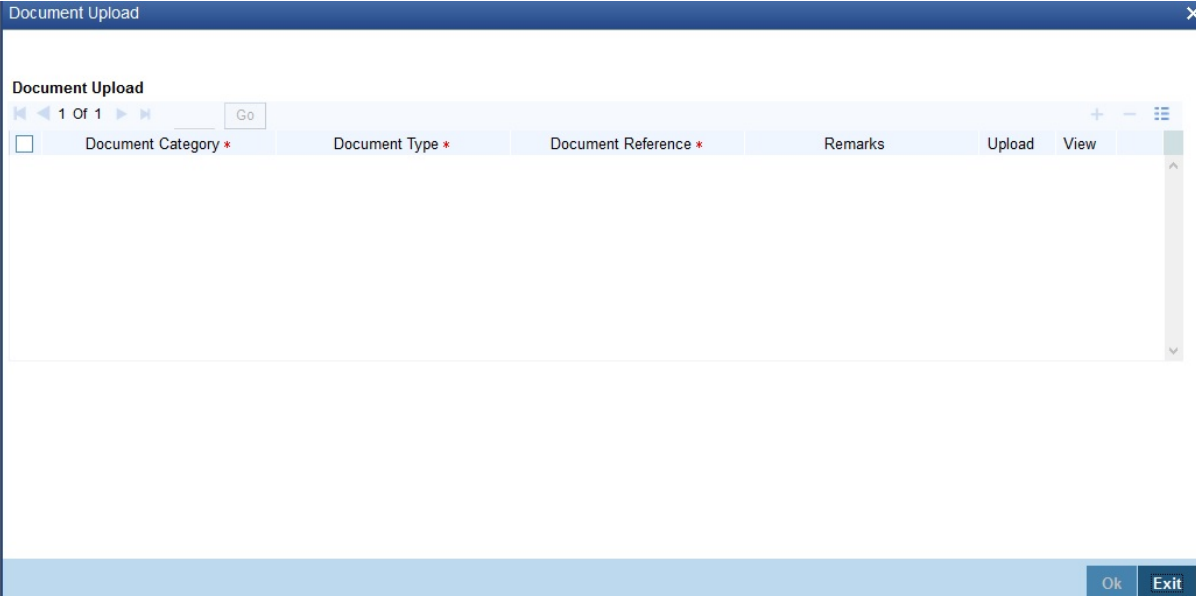 Document Upload
Document Upload
1 Of 1 Go
Document Category * Document Type * Document Reference * Remarks Upload View
Ok Exit